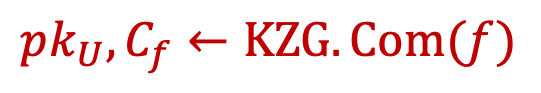 pk_U, C_f ← KZG.Com(f)